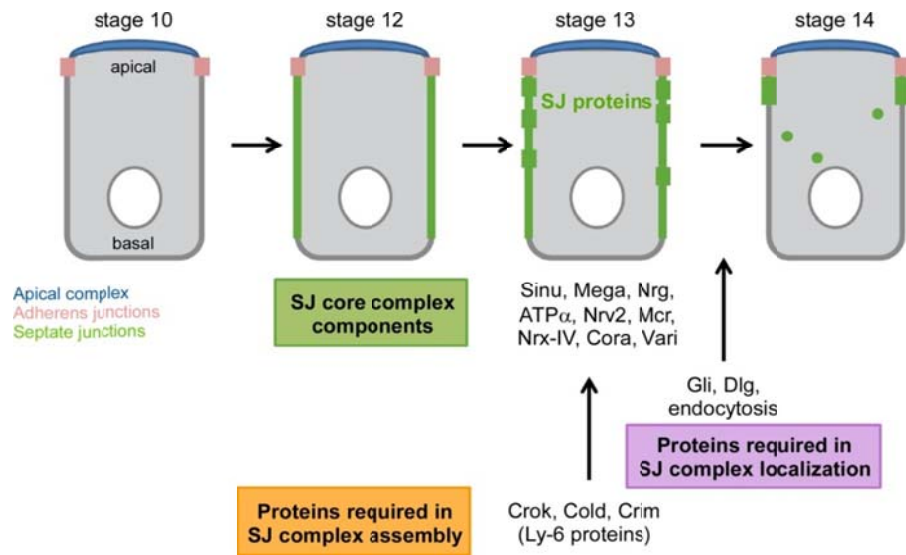 stage 10
stage 12
stage 13
stage 14
apical
SJ proteins
basal
Apical complex
Adherens junctions
Septate junctions
SJ core complex
components
Sinu, Mega, Nrg,
ATPα, Nrv2, Mcr,
Nrx-IV, Cora, Vari
Gli, Dlg,
endocytosis
Proteins required in
SJ complex localization
Proteins required in
SJ complex assembly
Crok, Cold, Crim
(Ly-6 proteins)